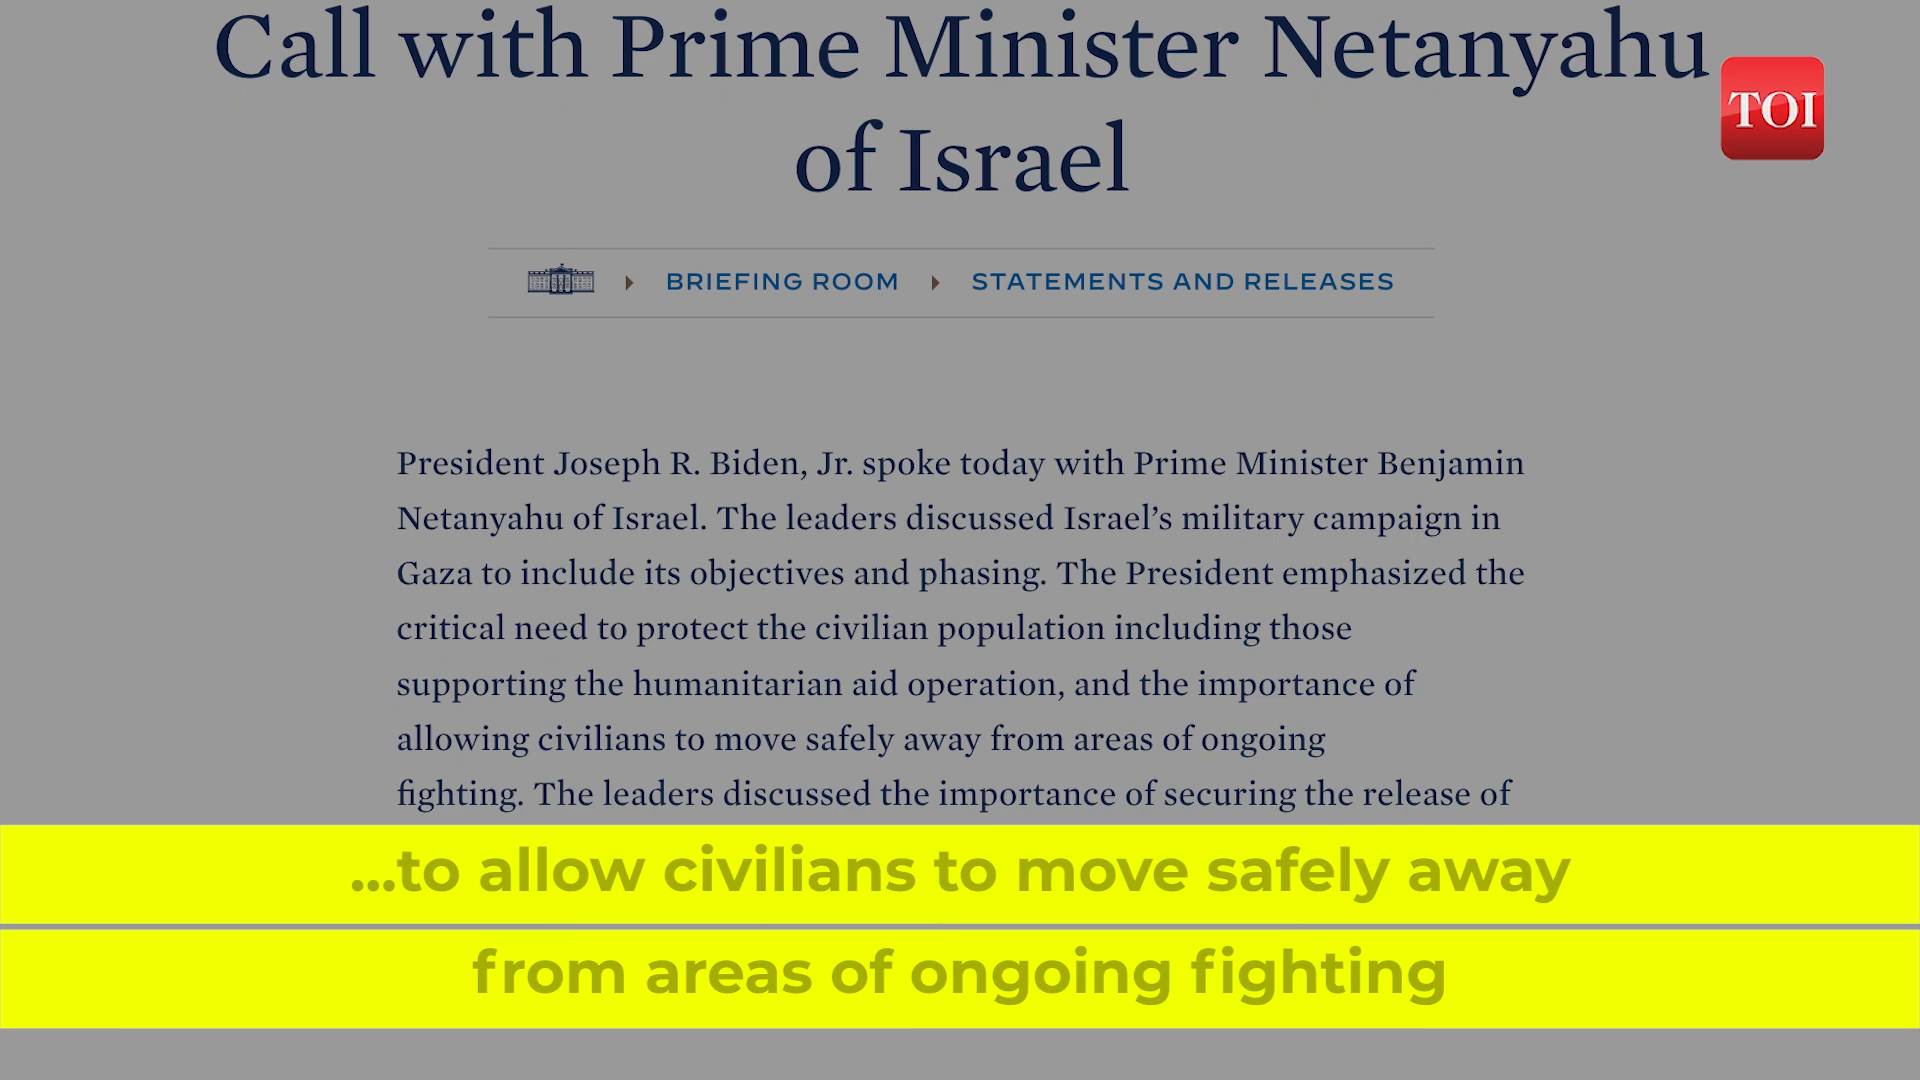 Call with Prime Minister Netanyahu
of Israel
TOI
BRIEFING ROOM STATEMENTS AND RELEASES
President Joseph R. Biden, Jr. spoke today with Prime Minister Benjamin
Netanyahu of Israel. The leaders discussed Israel’s military campaign in
Gaza to include its objectives and phasing. The President emphasized the
critical need to protect the civilian population including those
supporting the humanitarian aid operation, and the importance of
allowing civilians to move safely away from areas of ongoing
fighting. The leaders discussed the importance of securing the release of
...to allow civilians to move safely away
from areas of ongoing fighting